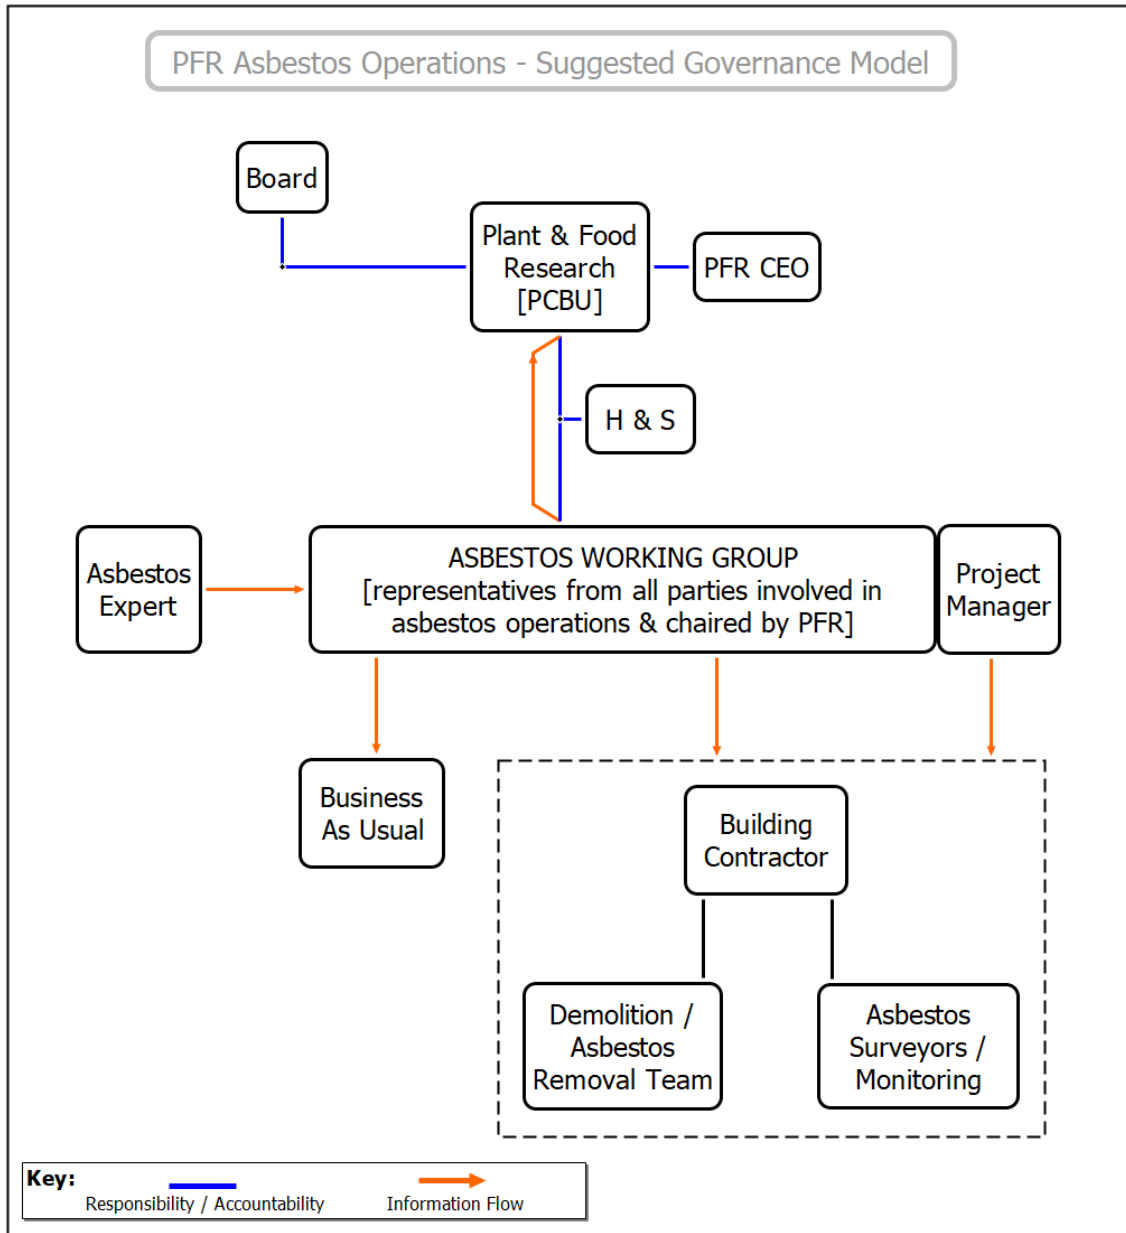 PFR Asbestos Operations - Suggested Governance Model
Board
Plant & Food
Research
[PCBU]
PFR CEO
H & S
Asbestos
Expert
ASBESTOS WORKING GROUP
[representatives from all parties involved in
asbestos operations & chaired by PFR]
Project
Manager
Business
As Usual
Building
Contractor
Demolition /
Asbestos
Removal Team
Asbestos
Surveyors /
Monitoring
Key:
Responsibility / Accountability
Information Flow